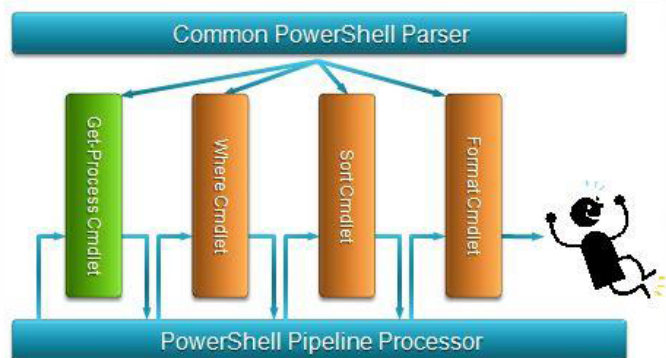 Common PowerShell Parser
Get-Process Cmdlet
Where Cmdlet
Sort Cmdlet
Format Cmdlet
PowerShell Pipeline Processor